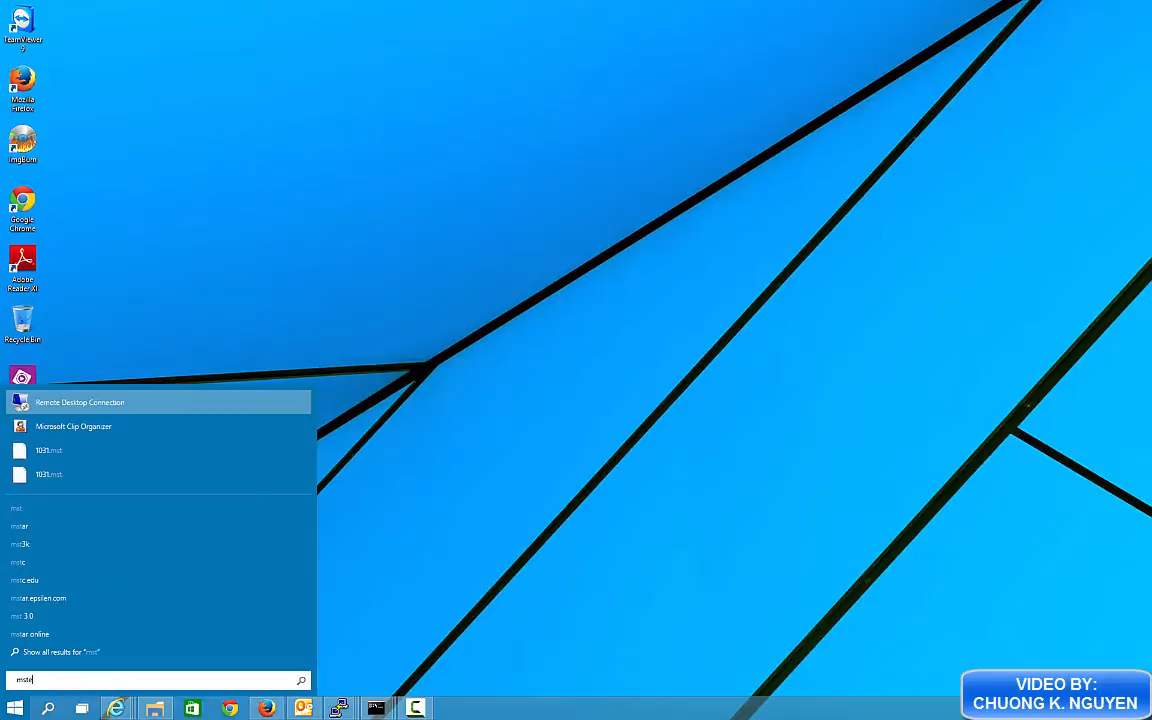 TeamViewer
9
Mozilla
Firefox
ImgBurn
Google
Chrome
Adobe
Reader XI
Recycle Bin
Remote Desktop Connection
Microsoft Clip Organizer
1031.mst
1031.mst
mst
mstar
mst3k
mstc
mstc.edu
mstar.epsilen.com
mst 3.0
mstar online
Show all results for "mst"
mste
VIDEO BY:
CHUONG K. NGUYEN